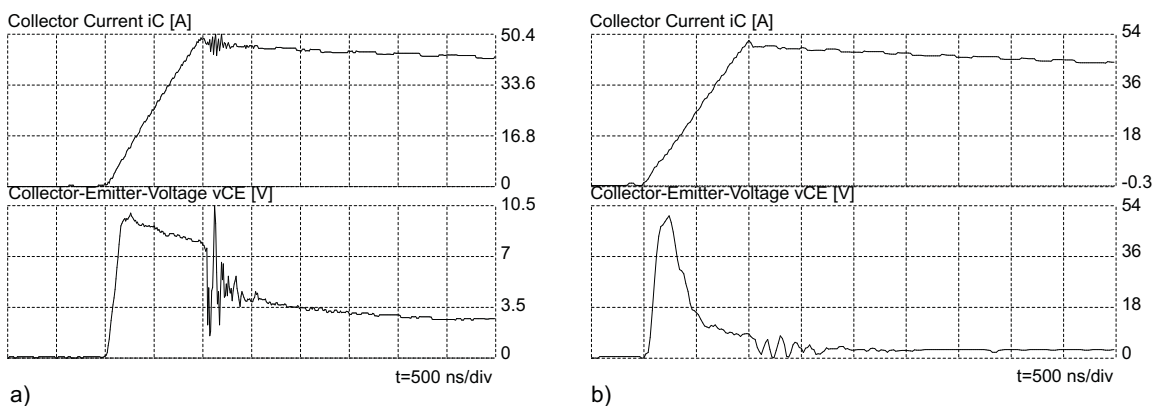 Collector Current iC [A]
50.4
33.6
16.8
0
Collector-Emitter-Voltage vCE [V]
10.5
7
3.5
0
t=500 ns/div
a)
Collector Current iC [A]
54
36
18
-0.3
Collector-Emitter-Voltage vCE [V]
54
36
18
0
t=500 ns/div
b)